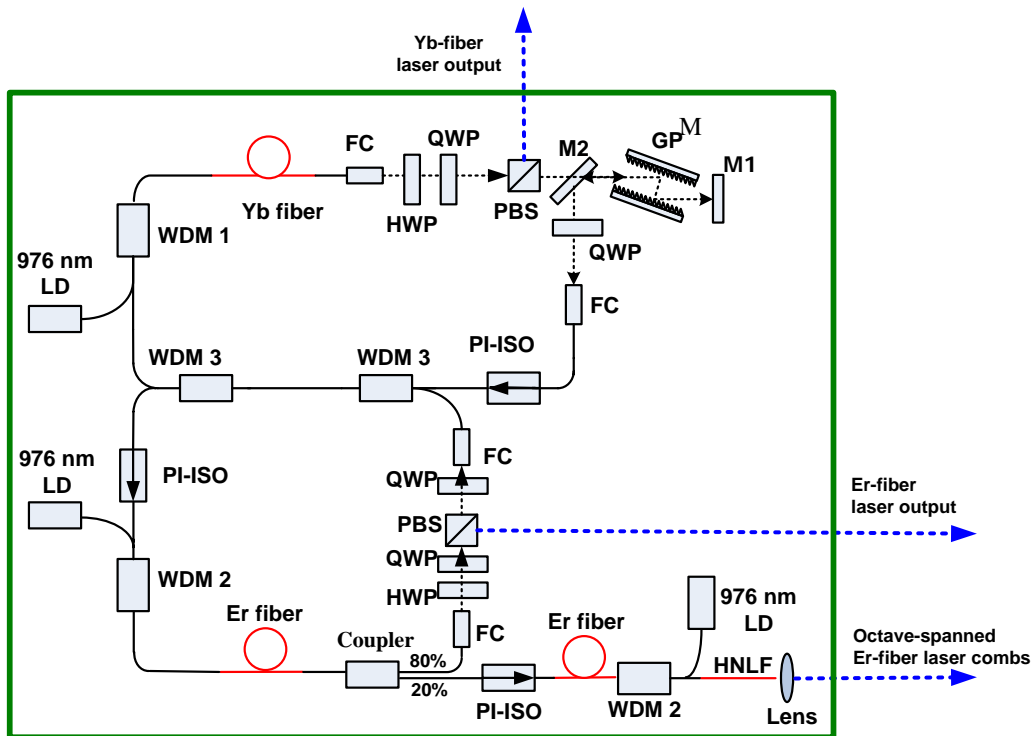 Yb-fiber
laser output
FC
QWP
M2
GP
M
M1
HWP
PBS
Yb fiber
WDM 1
QWP
976 nm
LD
FC
WDM 3
WDM 3
PI-ISO
976 nm
LD
PI-ISO
FC
QWP
PBS
Er-fiber
laser output
QWP
HWP
WDM 2
Er fiber
Coupler
FC
80%
20%
PI-ISO
Er fiber
WDM 2
976 nm
LD
HNLF
Lens
Octave-spanned
Er-fiber laser combs